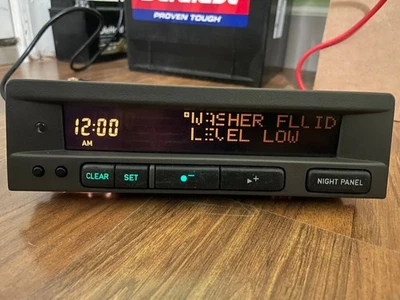 PROVEN TOUGH
12:00
AM
WASHER FLUID
LEVEL LOW
CLEAR
SET
NIGHT PANEL